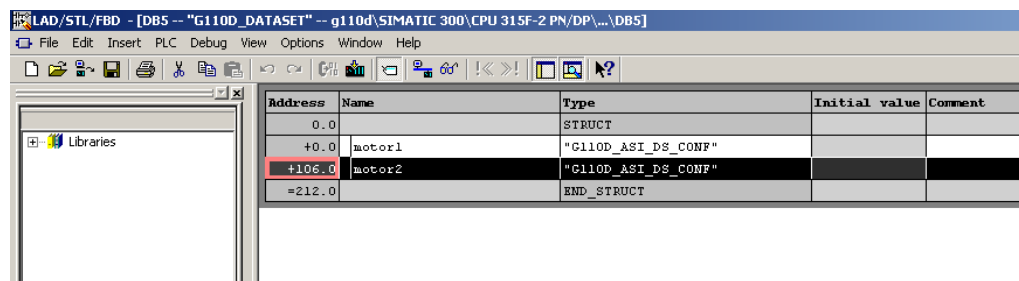 LAD/STL/FBD - [DB5 -- "G110D_DATASET" -- g110d\SIMATIC 300\CPU 315F-2 PN/DP\...\DB5]
File Edit Insert PLC Debug View Options Window Help
Libraries
Address Name Type Initial value Comment
0.0 STRUCT
+0.0 motor1 "G110D_ASI_DS_CONF"
+106.0 motor2 "G110D_ASI_DS_CONF"
=212.0 END_STRUCT